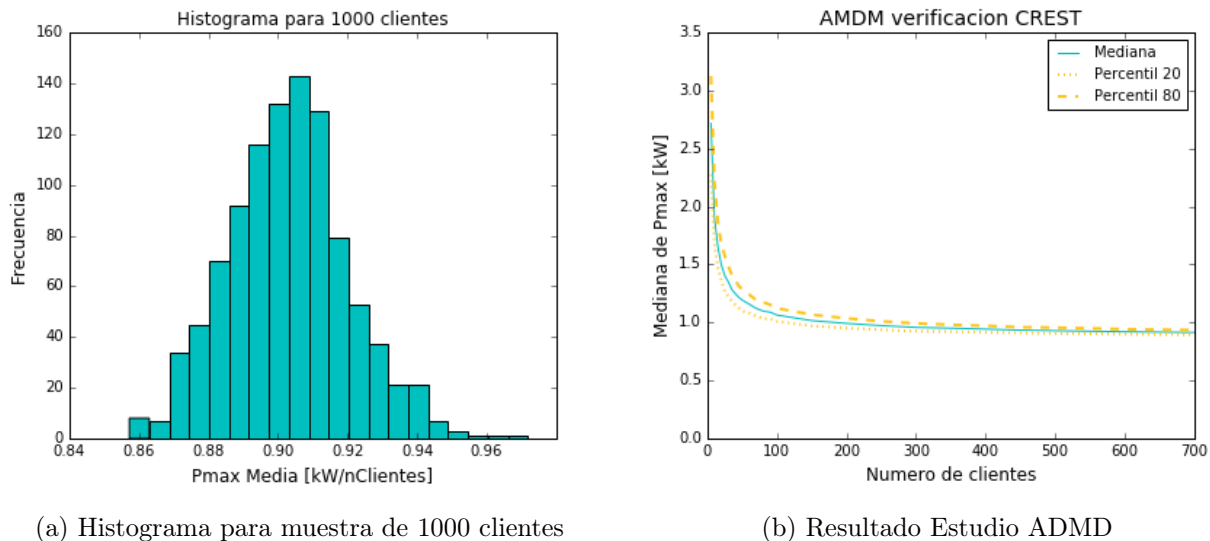 Histograma para 1000 clientes
160
140
120
100
80
60
40
20
0
Frecuencia
0.84
0.86
0.88
0.90
0.92
0.94
0.96
Pmax Media [kW/nClientes]
(a) Histograma para muestra de 1000 clientes
AMDM verificacion CREST
3.5
3.0
2.5
2.0
1.5
1.0
0.5
0.0
Mediana de Pmax [kW]
Mediana
Percentil 20
Percentil 80
0
100
200
300
400
500
600
700
Numero de clientes
(b) Resultado Estudio ADMD